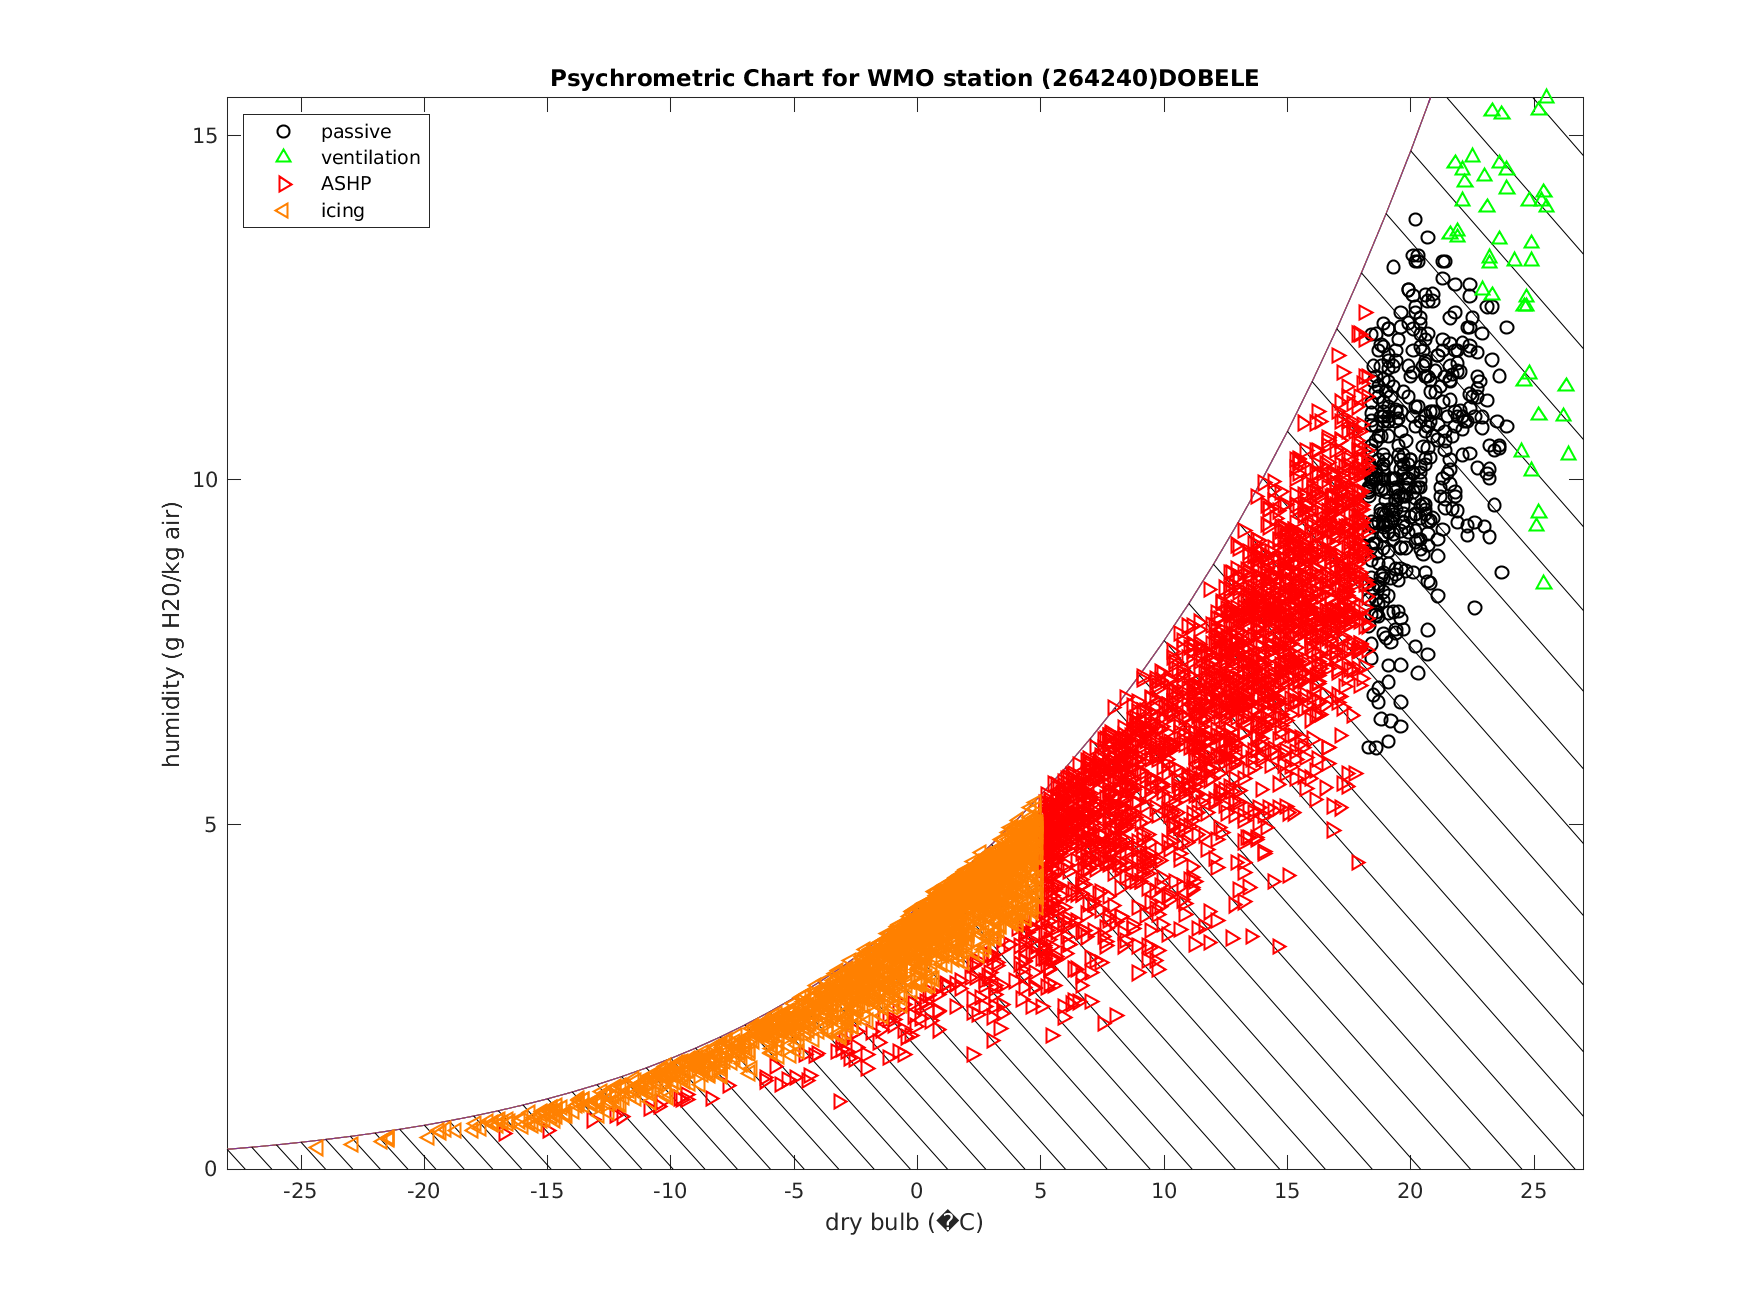 Psychrometric Chart for WMO station (264240)DOBELE
passive
ventilation
ASHP
icing
humidity (g H20/kg air)
15
10
5
0
-25 -20 -15 -10 -5 0 5 10 15 20 25
dry bulb (�C)